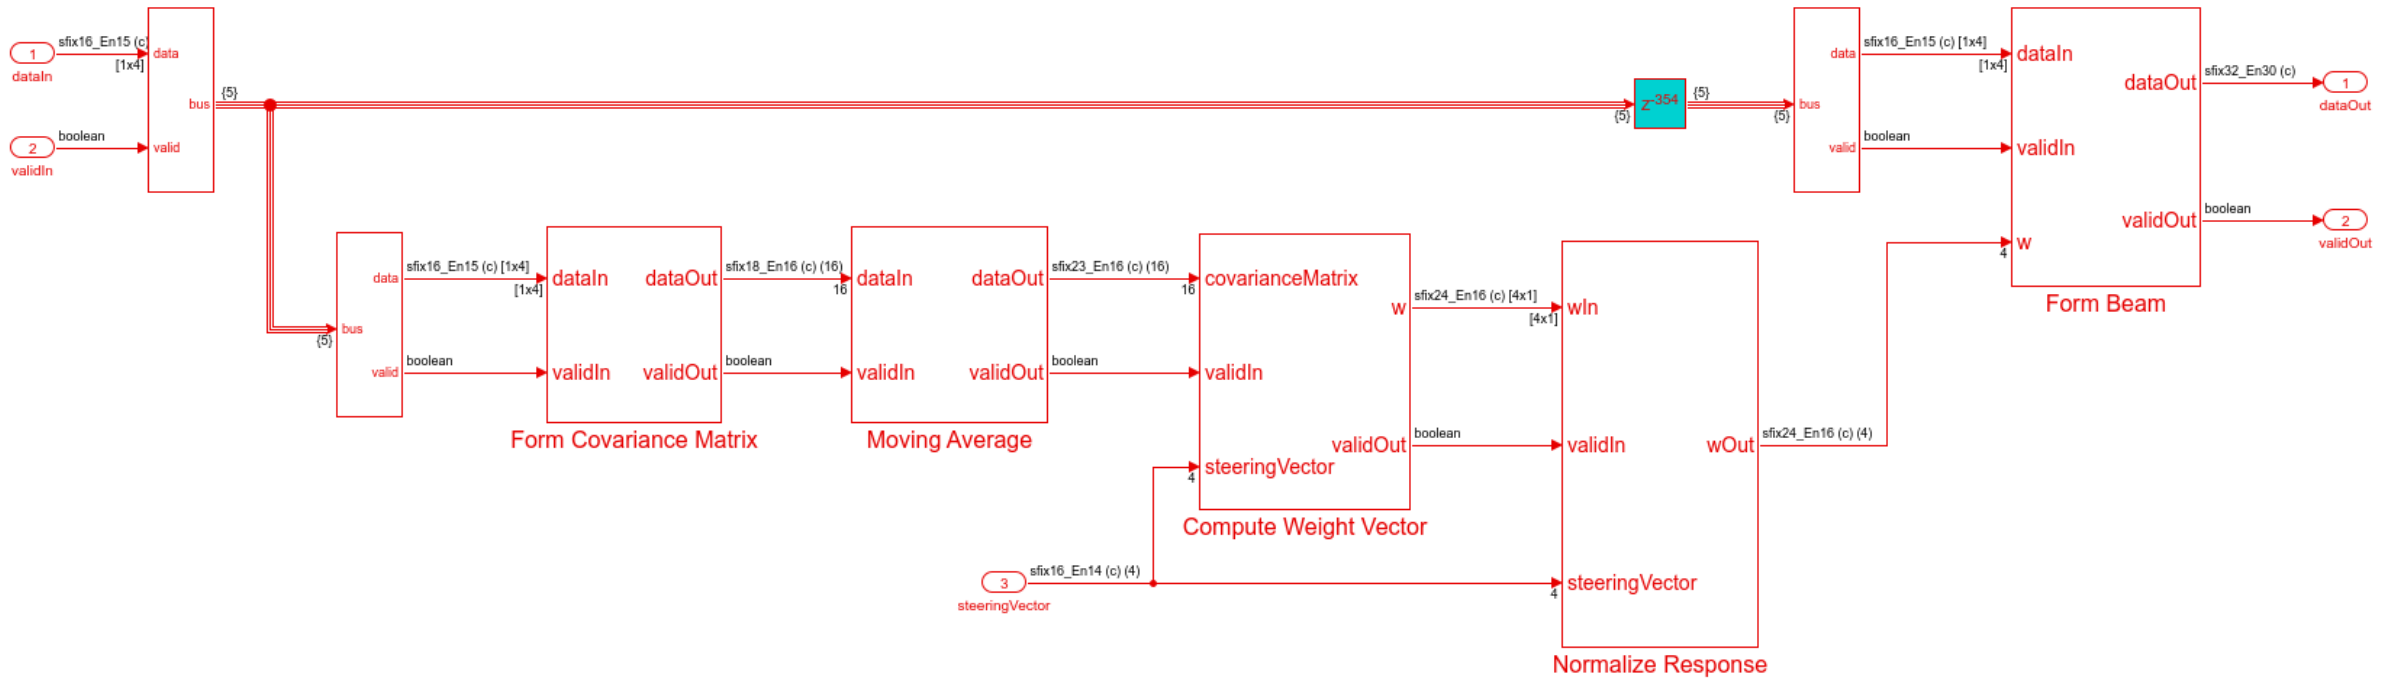 sfix16_En15 (c)
1
data
[1x4]
dataIn
{5}
bus
boolean
2
valid
validIn
z-354
{5}
{5}
{5}
bus
data
sfix16_En15 (c) [1x4]
[1x4]
boolean
valid
dataIn
dataOut
validIn
validOut
w
4
Form Beam
sfix32_En30 (c)
1
dataOut
boolean
2
validOut
{5}
bus
data
sfix16_En15 (c) [1x4]
[1x4]
valid
boolean
dataIn
dataOut
validIn
validOut
Form Covariance Matrix
sfix18_En16 (c) (16)
16
boolean
dataIn
dataOut
validIn
validOut
Moving Average
sfix23_En16 (c) (16)
16
boolean
covarianceMatrix
w
validIn
validOut
steeringVector
4
Compute Weight Vector
sfix24_En16 (c) [4x1]
[4x1]
boolean
wIn
validIn
wOut
steeringVector
4
Normalize Response
sfix24_En16 (c) (4)
3
sfix16_En14 (c) (4)
steeringVector